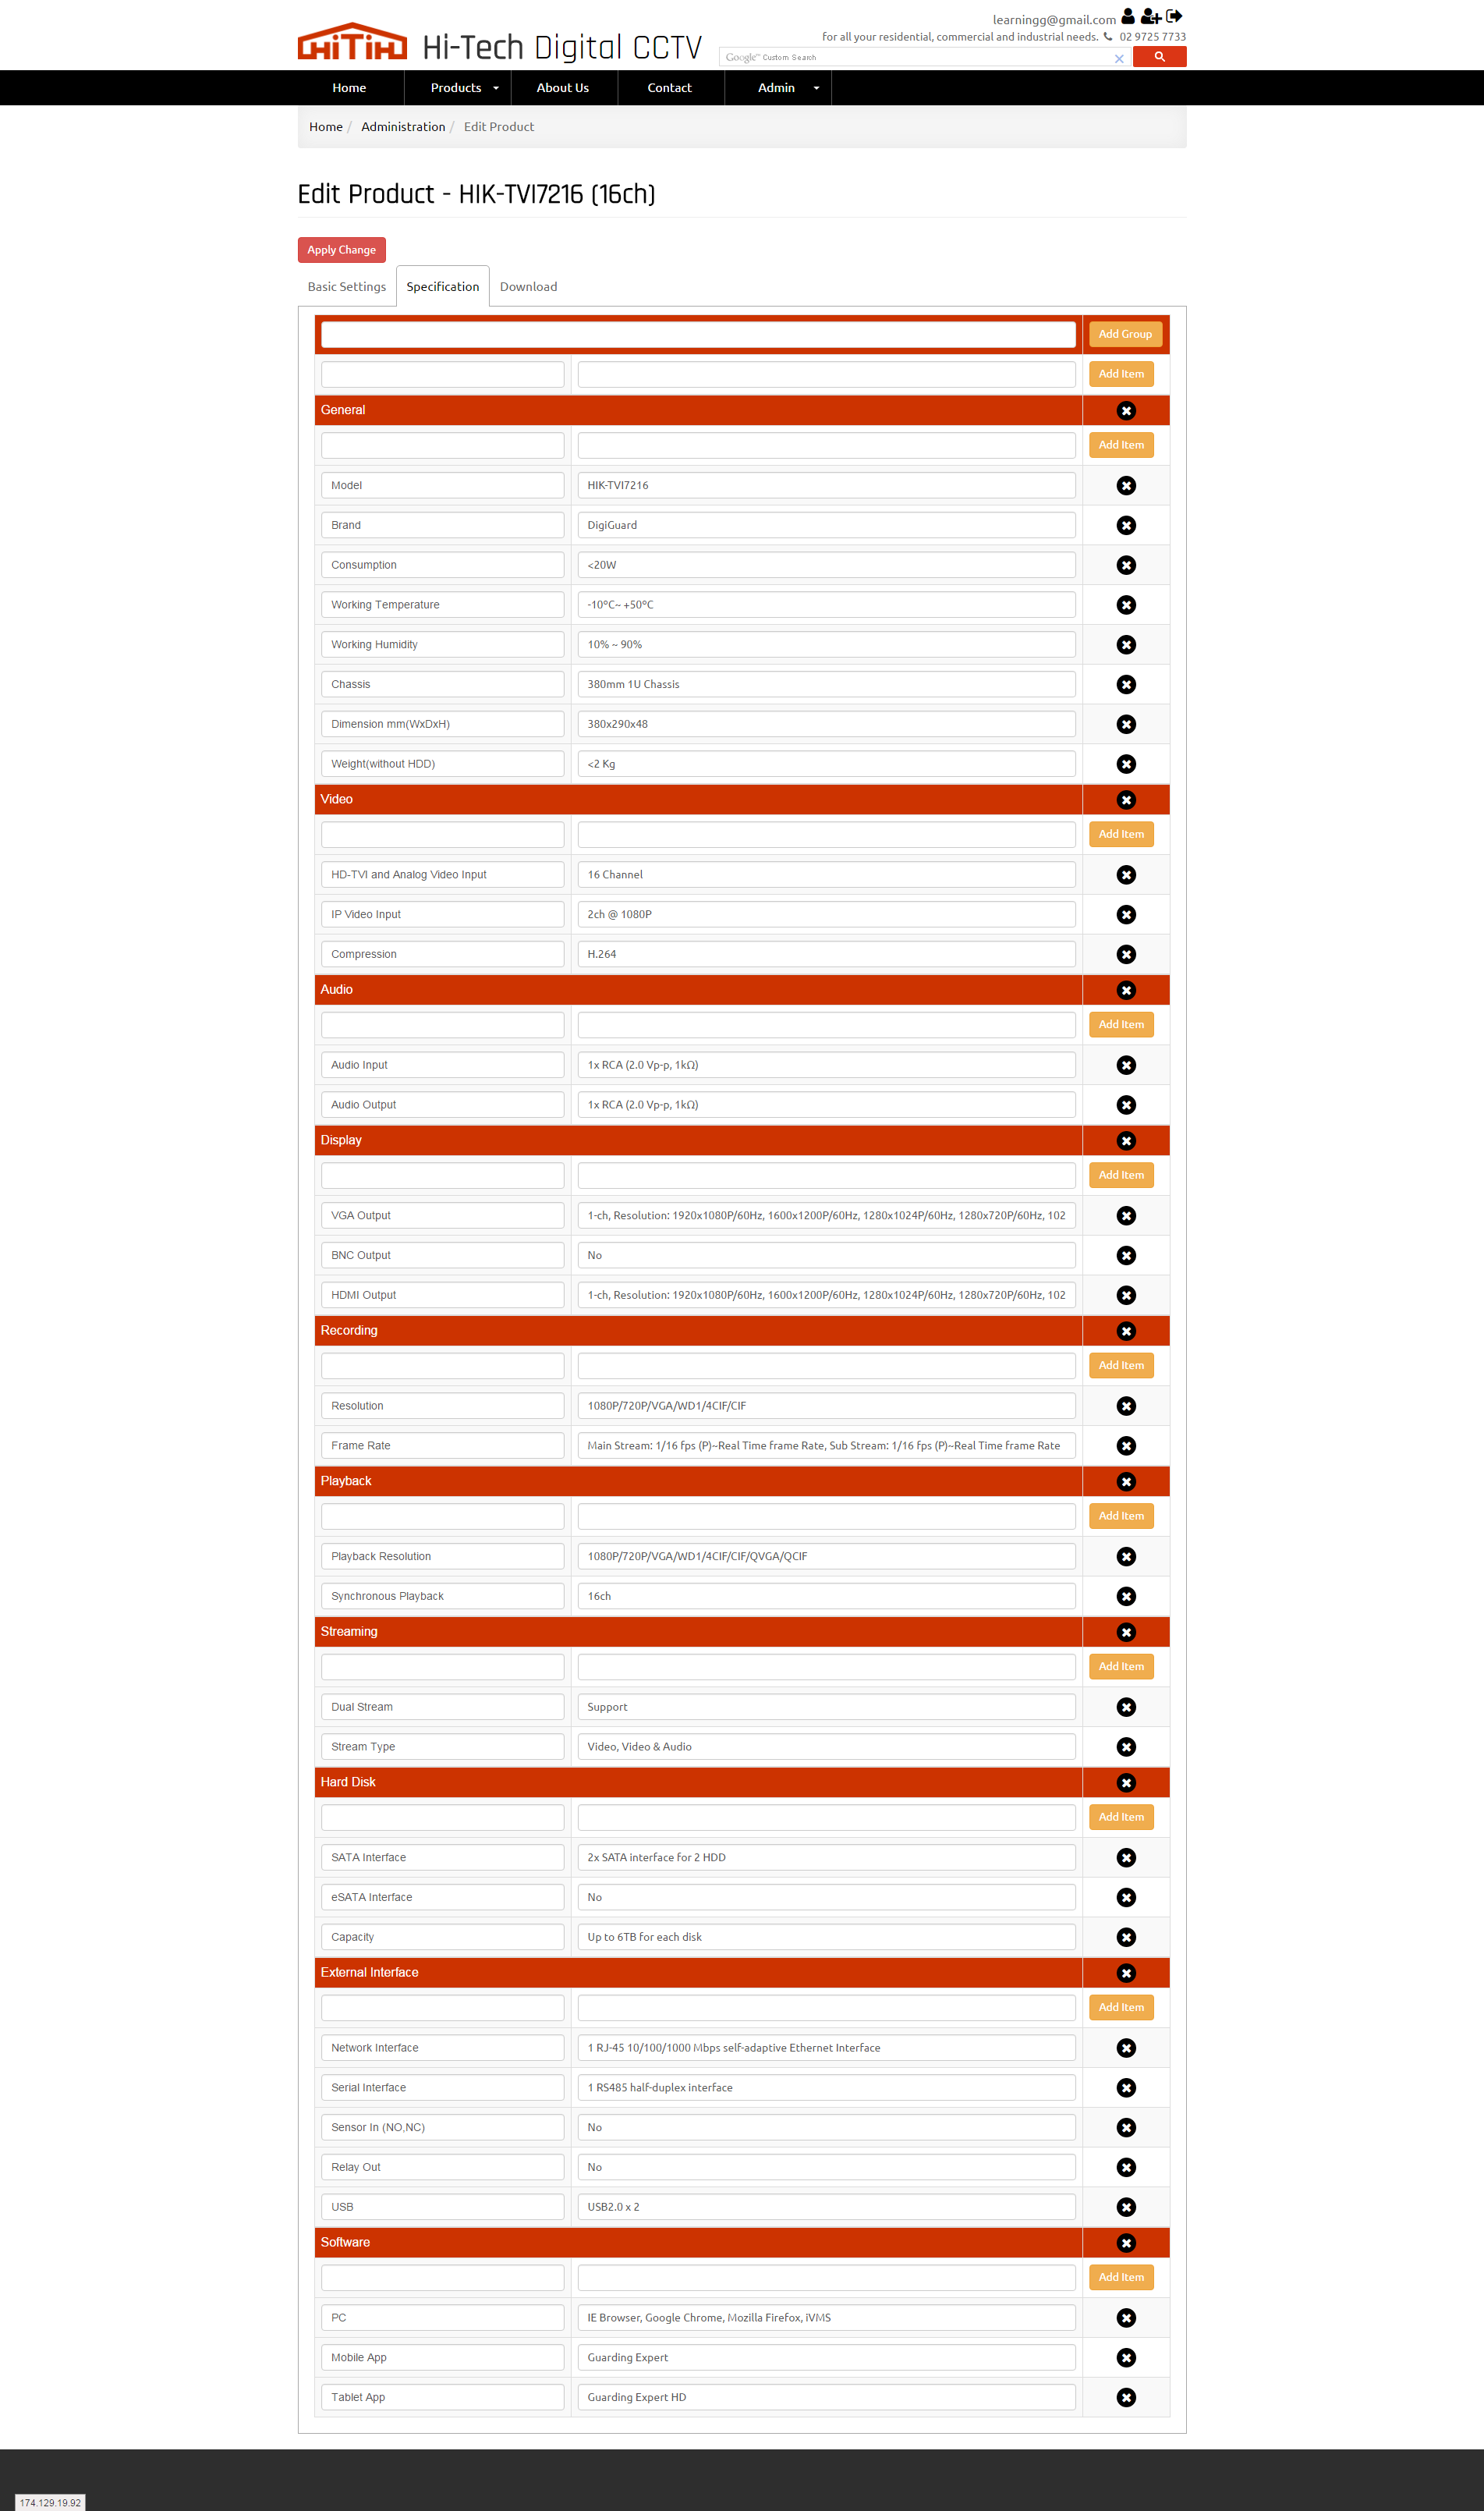 learningg@gmail.com
HiTiH Hi-Tech Digital CCTV
for all your residential, commercial and industrial needs. 02 9725 7733
Google™ Custom Search
Home Products About Us Contact Admin
Home / Administration / Edit Product
Edit Product - HIK-TVI7216 (16ch)
Apply Change
Basic Settings Specification Download
Add Group
Add Item
General
Add Item
Model HIK-TVI7216
Brand DigiGuard
Consumption <20W
Working Temperature -10°C~ +50°C
Working Humidity 10% ~ 90%
Chassis 380mm 1U Chassis
Dimension mm(WxDxH) 380x290x48
Weight(without HDD) <2 Kg
Video
Add Item
HD-TVI and Analog Video Input 16 Channel
IP Video Input 2ch @ 1080P
Compression H.264
Audio
Add Item
Audio Input 1x RCA (2.0 Vp-p, 1kΩ)
Audio Output 1x RCA (2.0 Vp-p, 1kΩ)
Display
Add Item
VGA Output 1-ch, Resolution: 1920x1080P/60Hz, 1600x1200P/60Hz, 1280x1024P/60Hz, 1280x720P/60Hz, 102
BNC Output No
HDMI Output 1-ch, Resolution: 1920x1080P/60Hz, 1600x1200P/60Hz, 1280x1024P/60Hz, 1280x720P/60Hz, 102
Recording
Add Item
Resolution 1080P/720P/VGA/WD1/4CIF/CIF
Frame Rate Main Stream: 1/16 fps (P)~Real Time frame Rate, Sub Stream: 1/16 fps (P)~Real Time frame Rate
Playback
Add Item
Playback Resolution 1080P/720P/VGA/WD1/4CIF/CIF/QVGA/QCIF
Synchronous Playback 16ch
Streaming
Add Item
Dual Stream Support
Stream Type Video, Video & Audio
Hard Disk
Add Item
SATA Interface 2x SATA interface for 2 HDD
eSATA Interface No
Capacity Up to 6TB for each disk
External Interface
Add Item
Network Interface 1 RJ-45 10/100/1000 Mbps self-adaptive Ethernet Interface
Serial Interface 1 RS485 half-duplex interface
Sensor In (NO,NC) No
Relay Out No
USB USB2.0 x 2
Software
Add Item
PC IE Browser, Google Chrome, Mozilla Firefox, iVMS
Mobile App Guarding Expert
Tablet App Guarding Expert HD
174.129.19.92